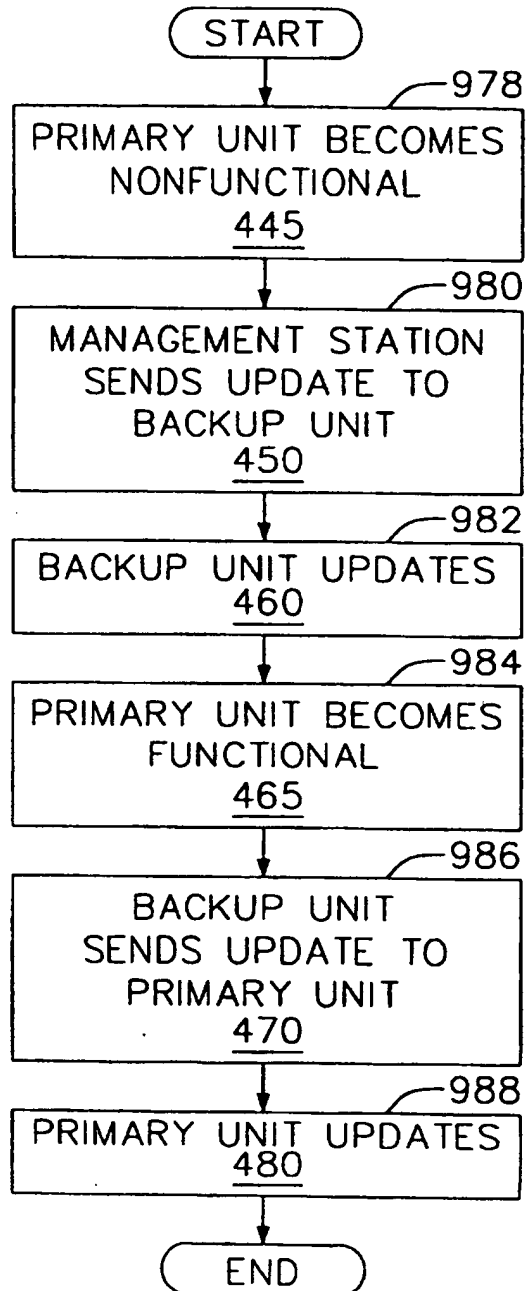 START
978
PRIMARY UNIT BECOMES
NONFUNCTIONAL
445
980
MANAGEMENT STATION
SENDS UPDATE TO
BACKUP UNIT
450
982
BACKUP UNIT UPDATES
460
984
PRIMARY UNIT BECOMES
FUNCTIONAL
465
986
BACKUP UNIT
SENDS UPDATE TO
PRIMARY UNIT
470
988
PRIMARY UNIT UPDATES
480
END